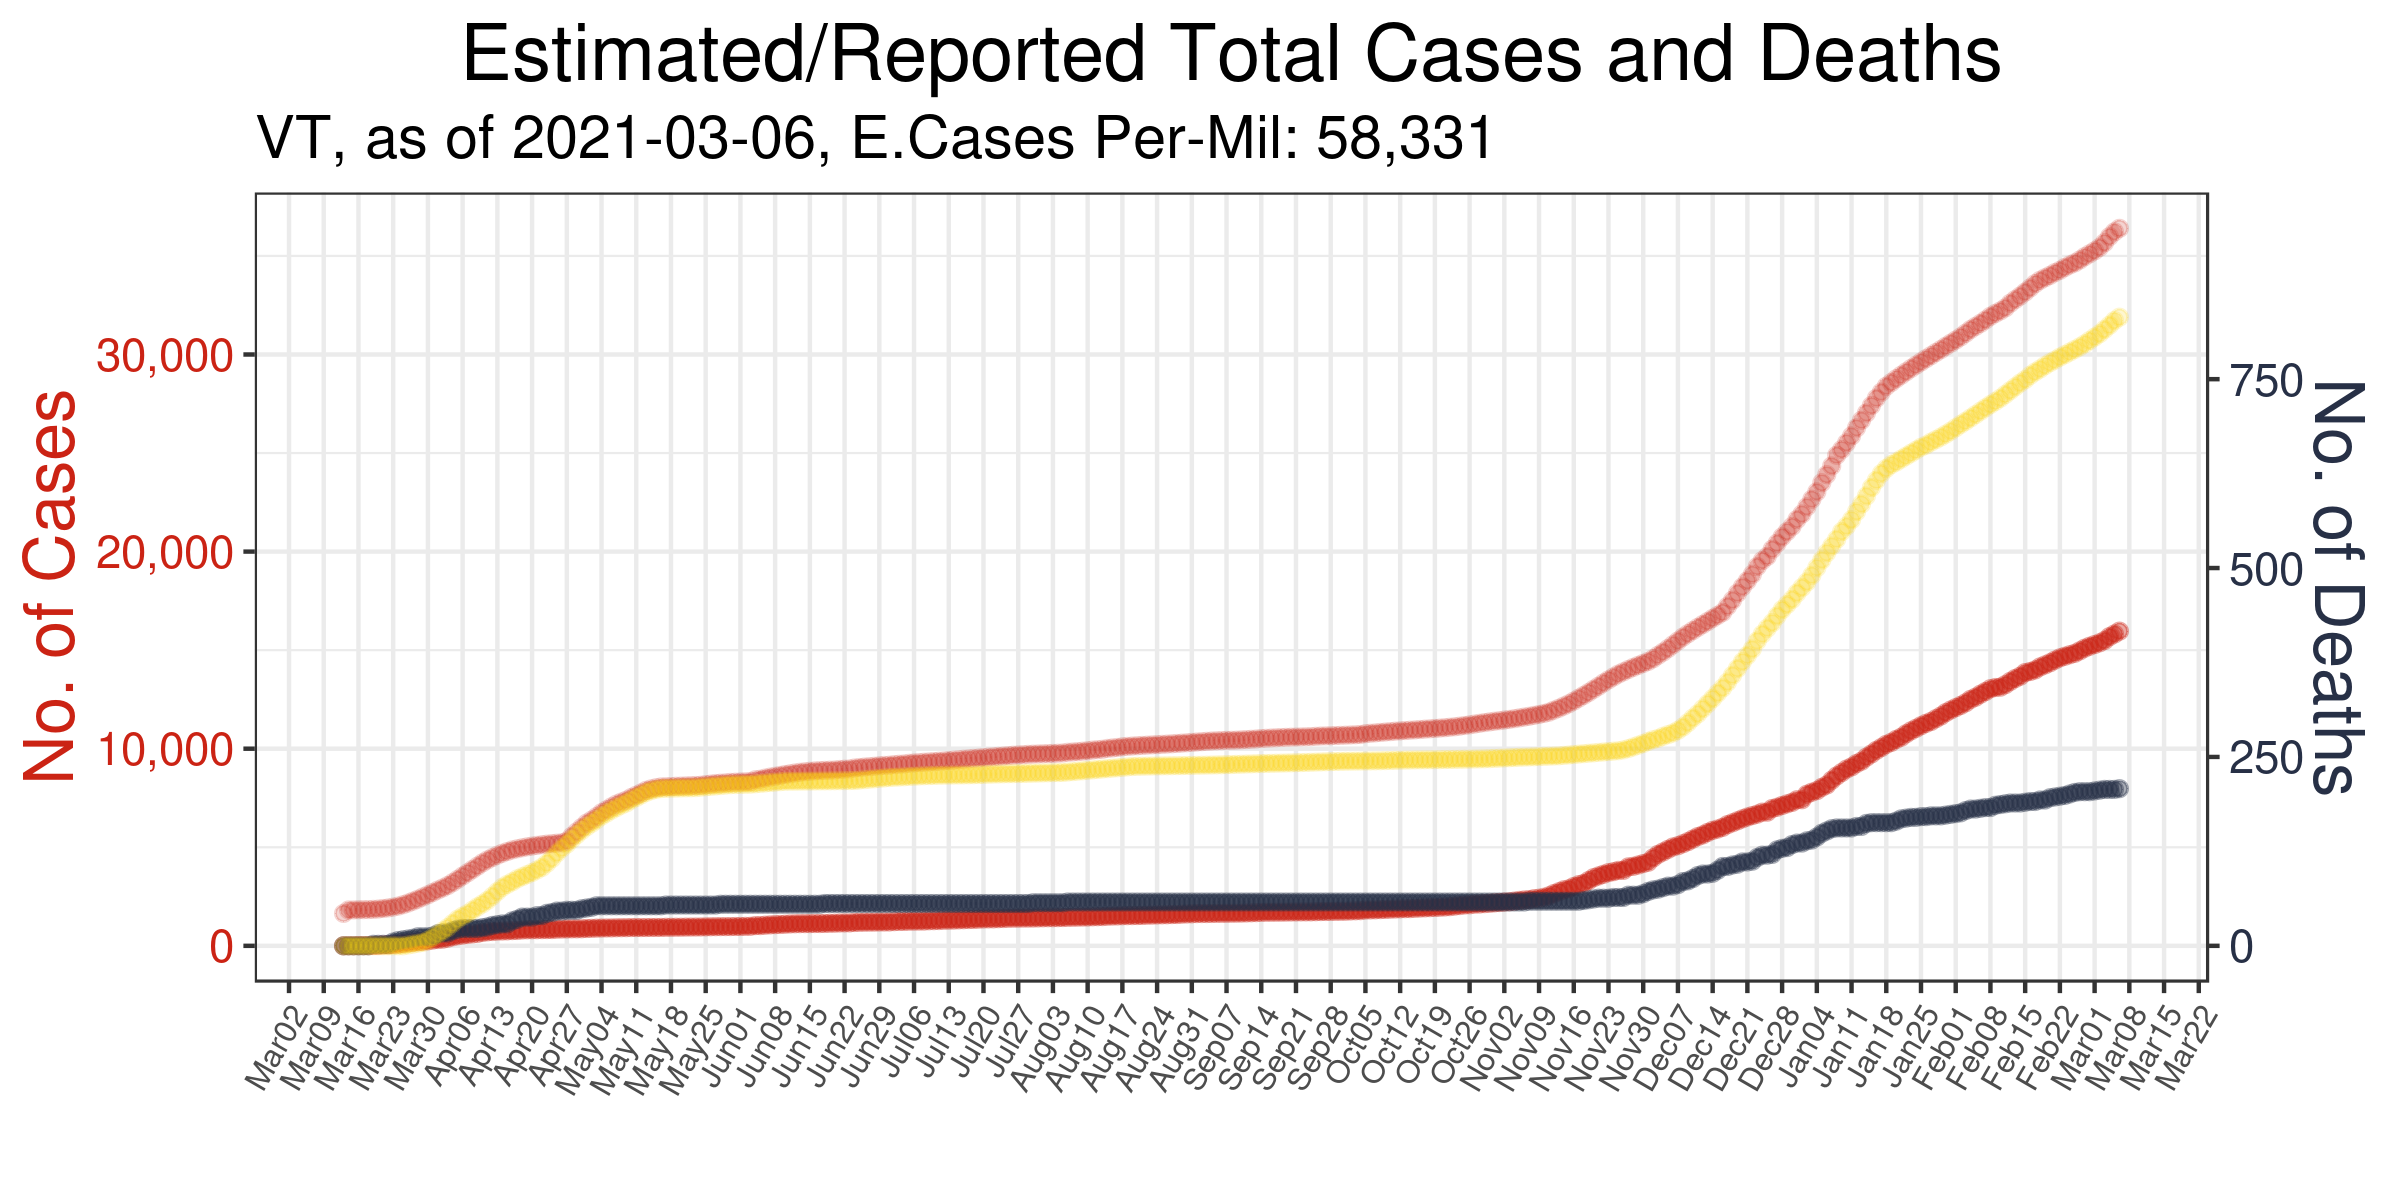 Estimated/Reported Total Cases and Deaths
VT, as of 2021-03-06, E.Cases Per-Mil: 58,331
No. of Cases
30,000
20,000
10,000
0
750
500
250
0
No. of Deaths
Mar02
Mar09
Mar16
Mar23
Mar30
Apr06
Apr13
Apr20
Apr27
May04
May11
May18
May25
Jun01
Jun08
Jun15
Jun22
Jun29
Jul06
Jul13
Jul20
Jul27
Aug03
Aug10
Aug17
Aug24
Aug31
Sep07
Sep14
Sep21
Sep28
Oct05
Oct12
Oct19
Oct26
Nov02
Nov09
Nov16
Nov23
Nov30
Dec07
Dec14
Dec21
Dec28
Jan04
Jan11
Jan18
Jan25
Feb01
Feb08
Feb15
Feb22
Mar01
Mar08
Mar15
Mar22